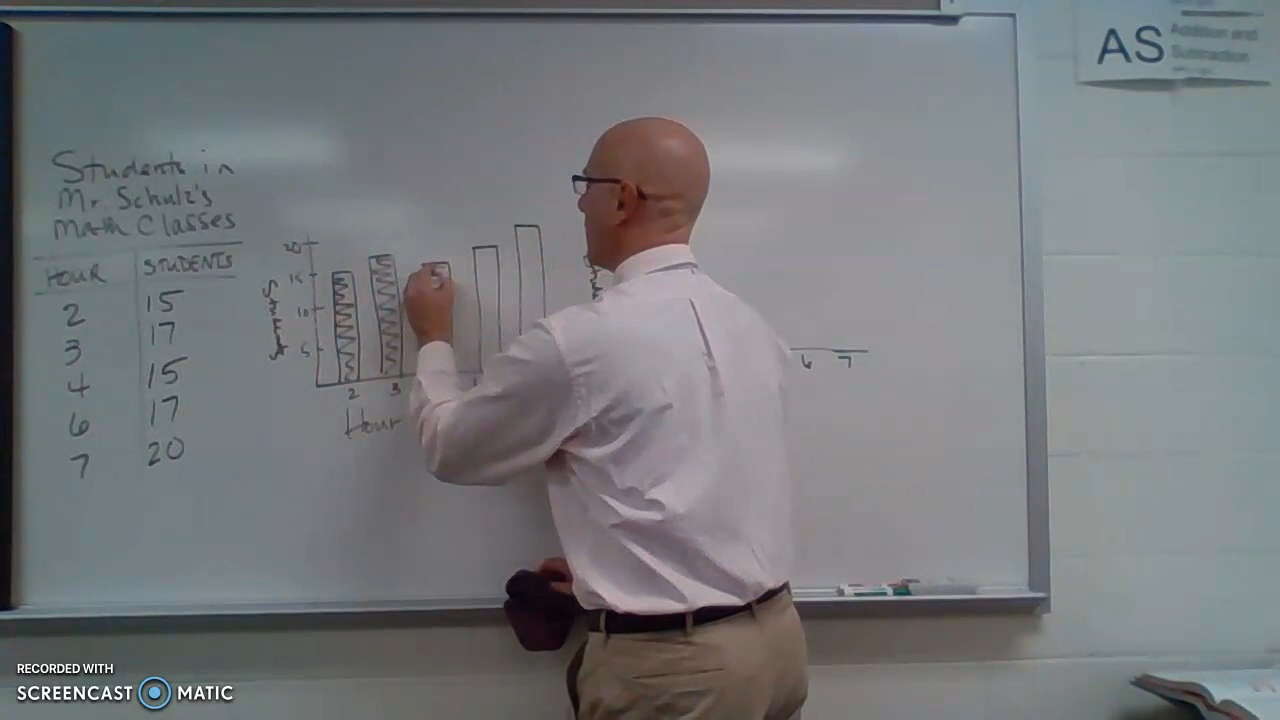 AS Addition and
Subtraction
Students in
Mr. Schulz's
Math Classes
HOUR STUDENTS
2 15
3 17
4 15
6 17
7 20
20
15
10
5
Students
2 3
Hour
6 7
RECORDED WITH
SCREENCAST MATIC